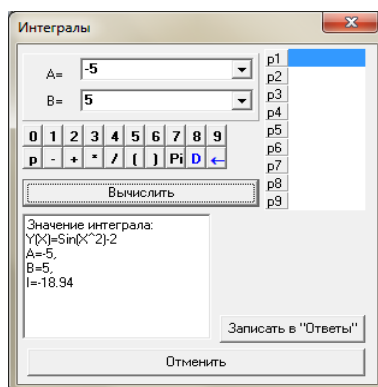 Интегралы
A= -5
B= 5
0 1 2 3 4 5 6 7 8 9
p - + * / ( ) Pi D ←
Вычислить
p1
p2
p3
p4
p5
p6
p7
p8
p9
Значение интеграла:
Y(X)=Sin(X^2)-2
A=-5,
B=5,
I=-18.94
Записать в "Ответы"
Отменить